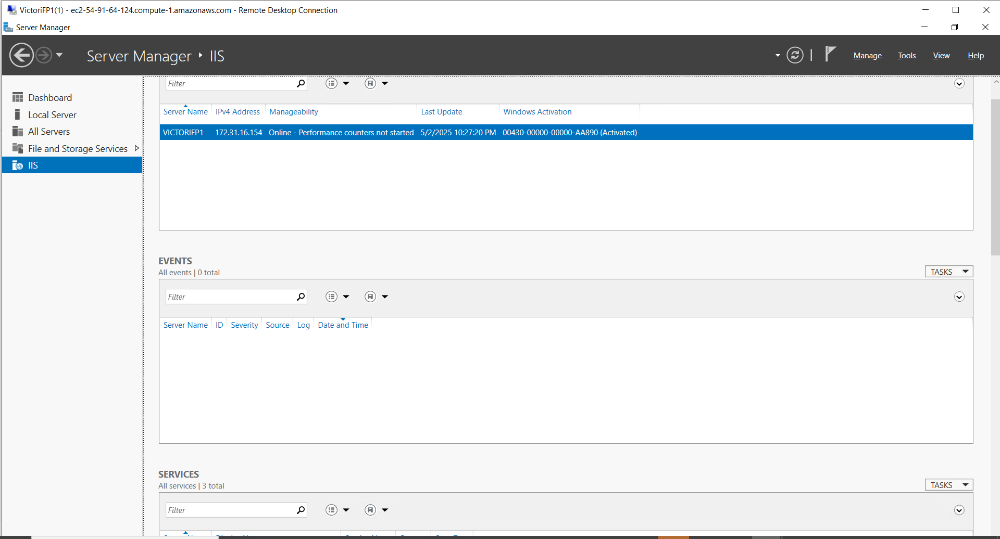 VictoriFP1(1) - ec2-54-91-64-124.compute-1.amazonaws.com - Remote Desktop Connection
Server Manager
Server Manager ‣ IIS
Manage Tools View Help
Dashboard
Local Server
All Servers
File and Storage Services
IIS
Filter
Server Name IPv4 Address Manageability Last Update Windows Activation
VICTORIFP1 172.31.16.154 Online - Performance counters not started 5/2/2025 10:27:20 PM 00430-00000-00000-AA890 (Activated)
EVENTS
All events | 0 total
TASKS
Filter
Server Name ID Severity Source Log Date and Time
SERVICES
All services | 3 total
TASKS
Filter